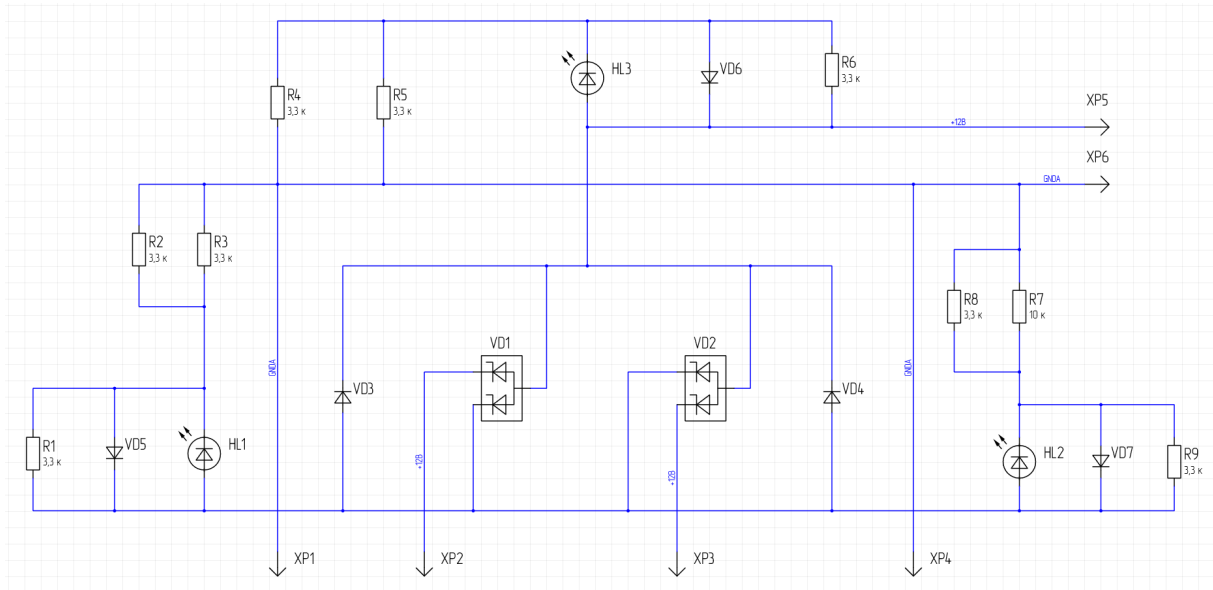 HL3
VD6
R6
3,3 к
R4
3,3 к
R5
3,3 к
XP5
+12В
XP6
GNDA
R2
3,3 к
R3
3,3 к
R8
3,3 к
R7
10 к
VD1
VD2
GNDA
GNDA
VD3
VD4
R1
3,3 к
VD5
HL1
+12В
+12В
HL2
VD7
R9
3,3 к
XP1
XP2
XP3
XP4